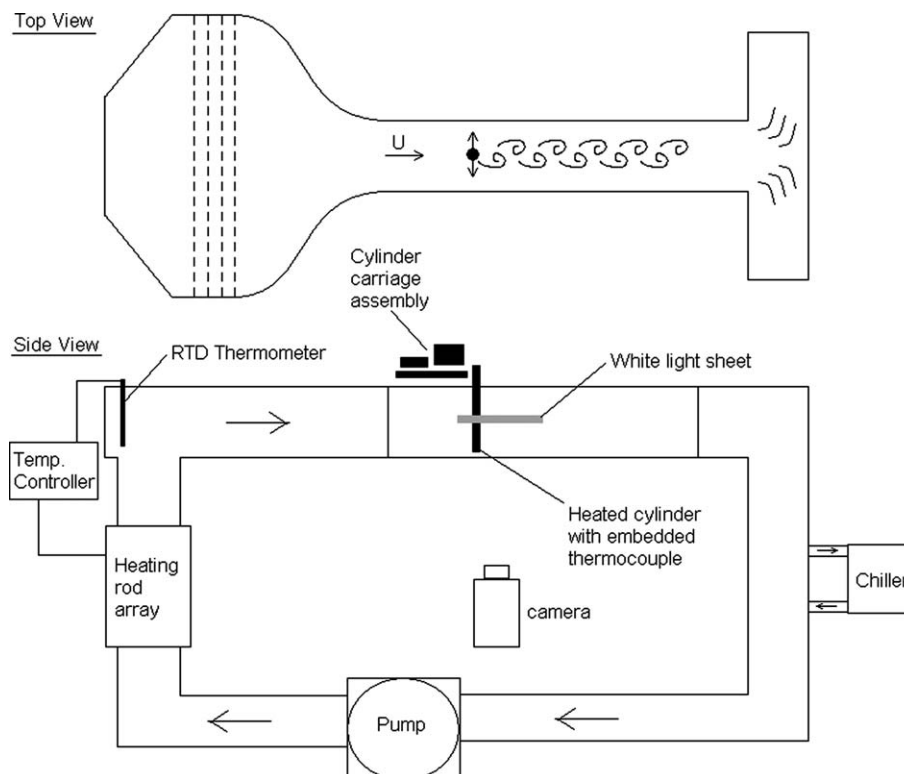 Top View
U
Cylinder
carriage
assembly
Side View
RTD Thermometer
White light sheet
Temp.
Controller
Heated cylinder
with embedded
thermocouple
Heating
rod
array
camera
Chiller
Pump